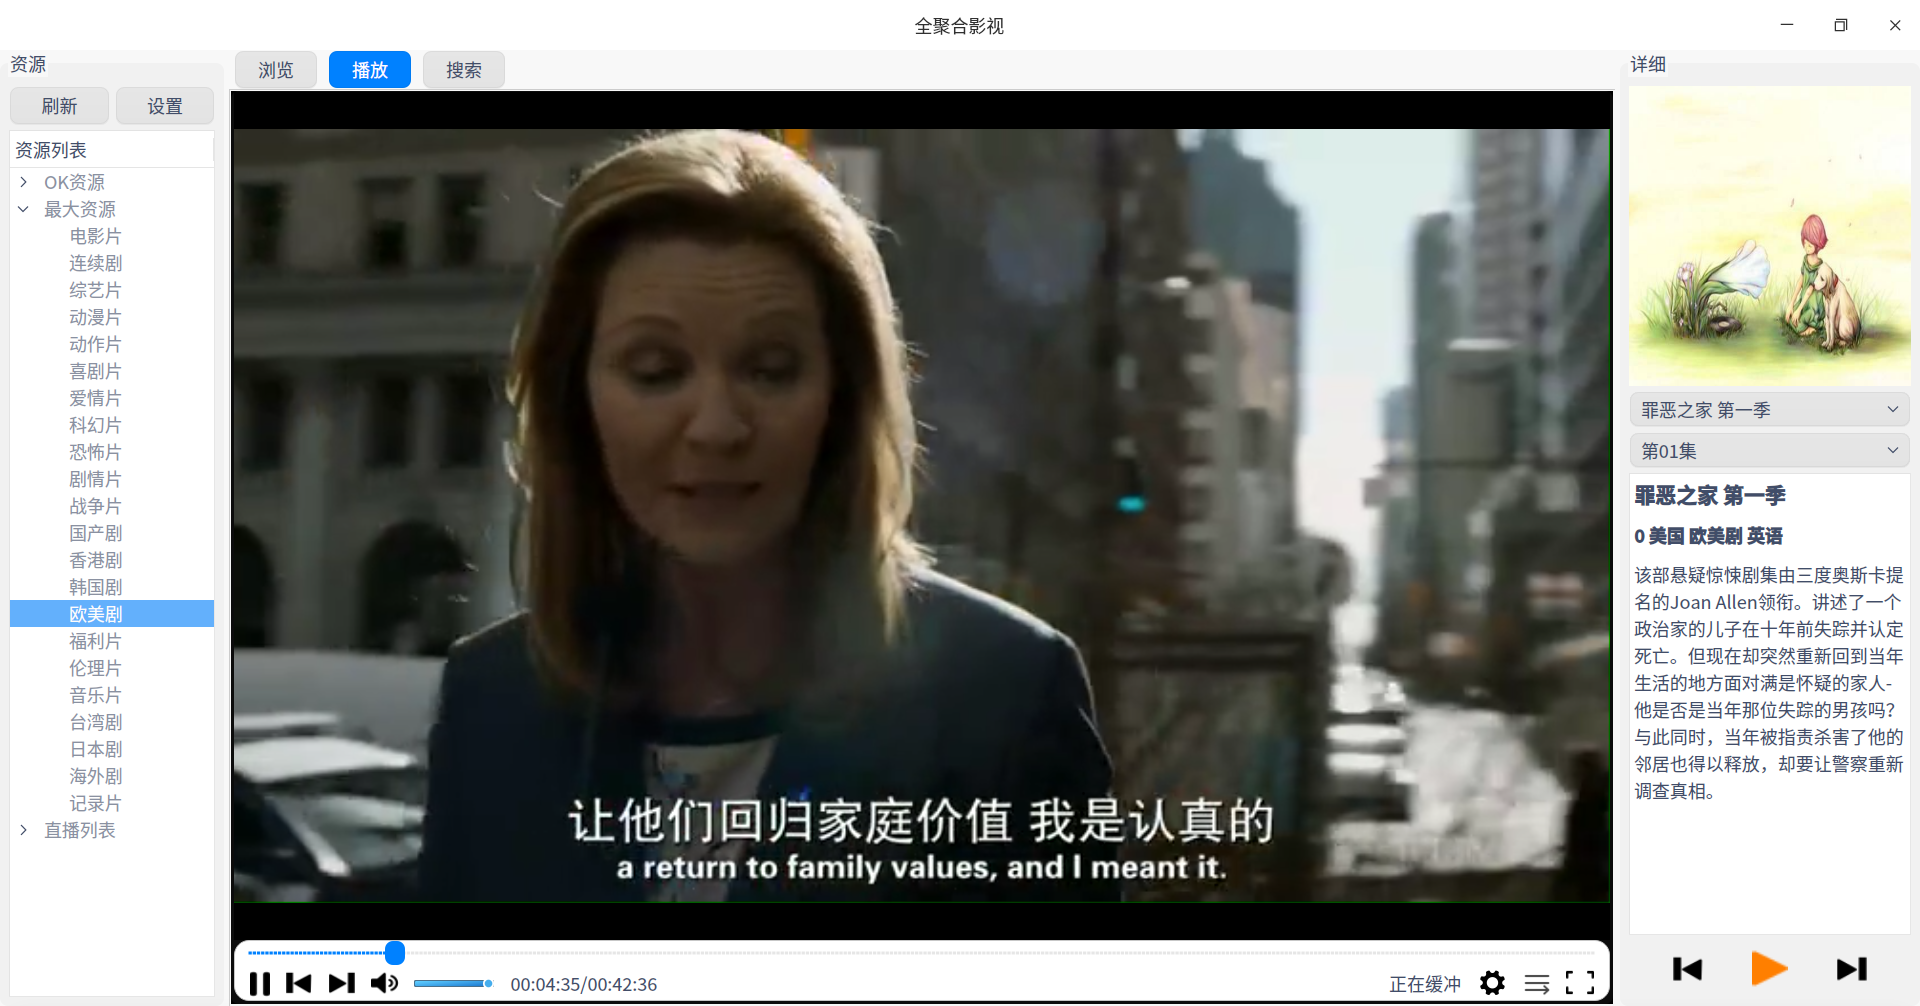 全聚合影视
资源
刷新
设置
资源列表
OK资源
最大资源
电影片
连续剧
综艺片
动漫片
动作片
喜剧片
爱情片
科幻片
恐怖片
剧情片
战争片
国产剧
香港剧
韩国剧
欧美剧
福利片
伦理片
音乐片
台湾剧
日本剧
海外剧
记录片
直播列表
浏览
播放
搜索
让他们回归家庭价值 我是认真的
a return to family values, and I meant it.
00:04:35/00:42:36
正在缓冲
详细
罪恶之家 第一季
第01集
罪恶之家 第一季
0 美国 欧美剧 英语
该部悬疑惊悚剧集由三度奥斯卡提
名的Joan Allen领衔。讲述了一个
政治家的儿子在十年前失踪并认定
死亡。但现在却突然重新回到当年
生活的地方面对满是怀疑的家人-
他是否是当年那位失踪的男孩吗？
与此同时，当年被指责杀害了他的
邻居也得以释放，却要让警察重新
调查真相。